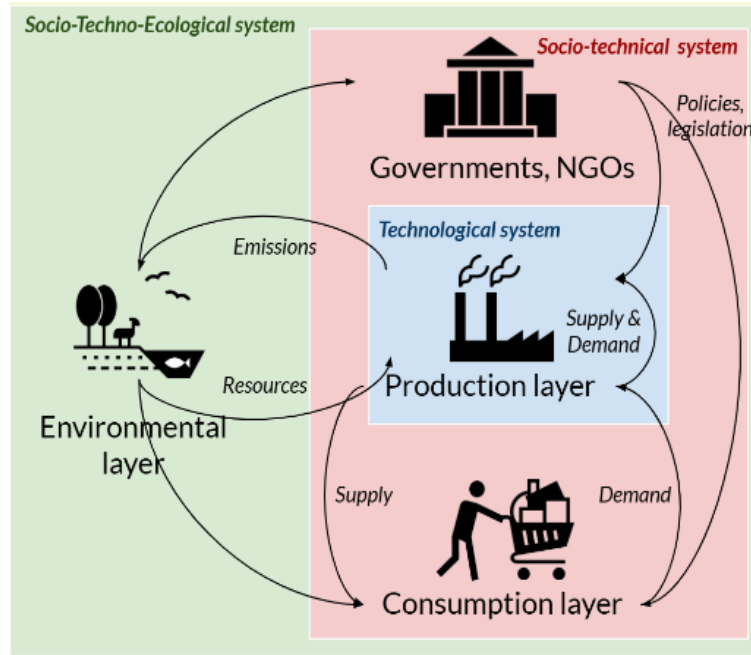 Socio-Techno-Ecological system
Socio-technical system
Policies,
legislation
Governments, NGOs
Technological system
Emissions
Supply &
Demand
Resources
Production layer
Environmental
layer
Supply
Demand
Consumption layer